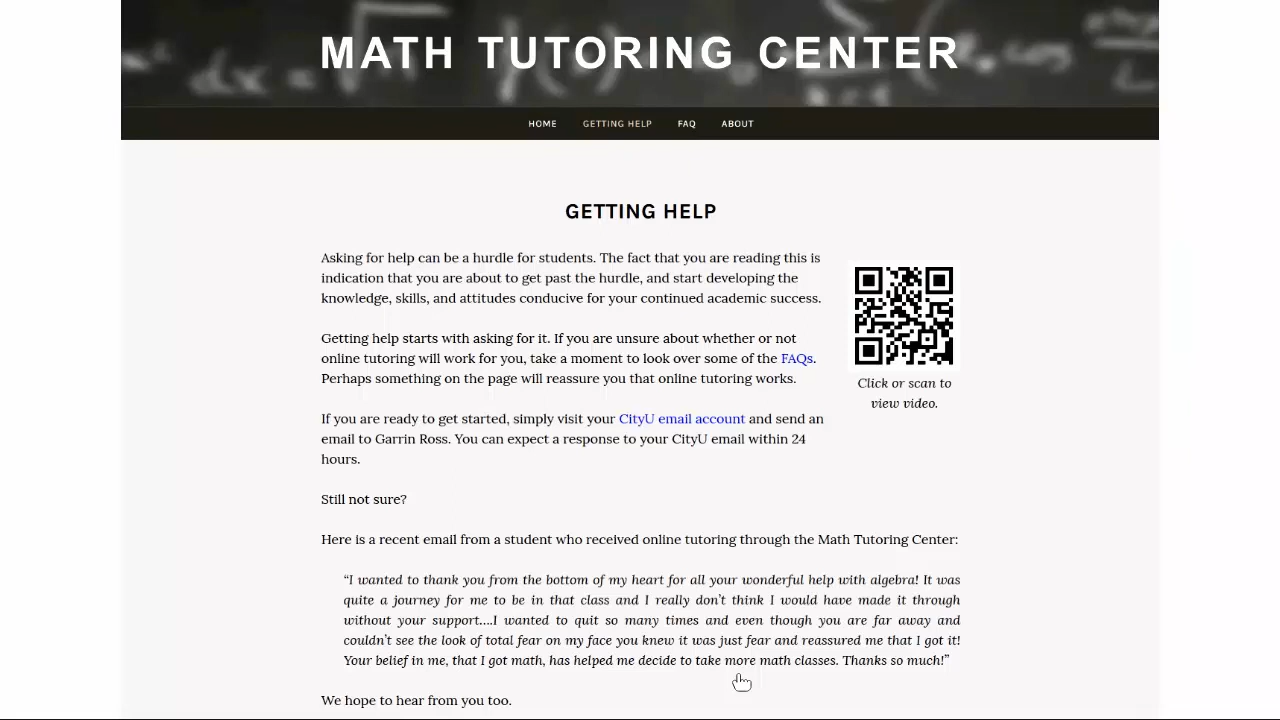 MATH TUTORING CENTER
HOME GETTING HELP FAQ ABOUT
GETTING HELP
Asking for help can be a hurdle for students. The fact that you are reading this is
indication that you are about to get past the hurdle, and start developing the
knowledge, skills, and attitudes conducive for your continued academic success.
Getting help starts with asking for it. If you are unsure about whether or not
online tutoring will work for you, take a moment to look over some of the FAQs.
Perhaps something on the page will reassure you that online tutoring works.
Click or scan to
view video.
If you are ready to get started, simply visit your CityU email account and send an
email to Garrin Ross. You can expect a response to your CityU email within 24
hours.
Still not sure?
Here is a recent email from a student who received online tutoring through the Math Tutoring Center:
“I wanted to thank you from the bottom of my heart for all your wonderful help with algebra! It was
quite a journey for me to be in that class and I really don’t think I would have made it through
without your support….I wanted to quit so many times and even though you are far away and
couldn’t see the look of total fear on my face you knew it was just fear and reassured me that I got it!
Your belief in me, that I got math, has helped me decide to take more math classes. Thanks so much!”
We hope to hear from you too.